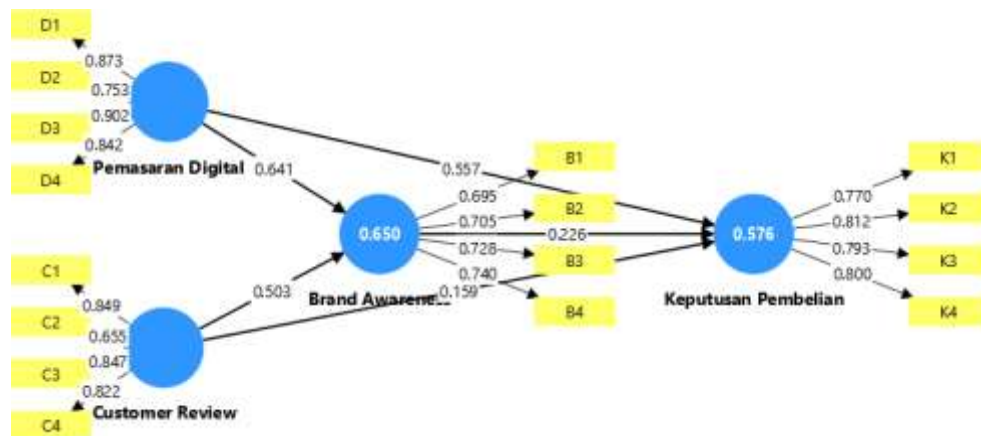 D1
0.873
D2
0.753
0.902
D3
0.842
D4
Pemasaran Digital
0.641
0.557
B1
0.695
B2
0.705
0.650
0.226
0.728
B3
0.740
Brand Awareness
0.159
B4
K1
0.770
K2
0.812
0.576
0.793
K3
0.800
Keputusan Pembelian
K4
C1
0.503
0.849
C2
0.655
0.847
C3
0.822
Customer Review
C4